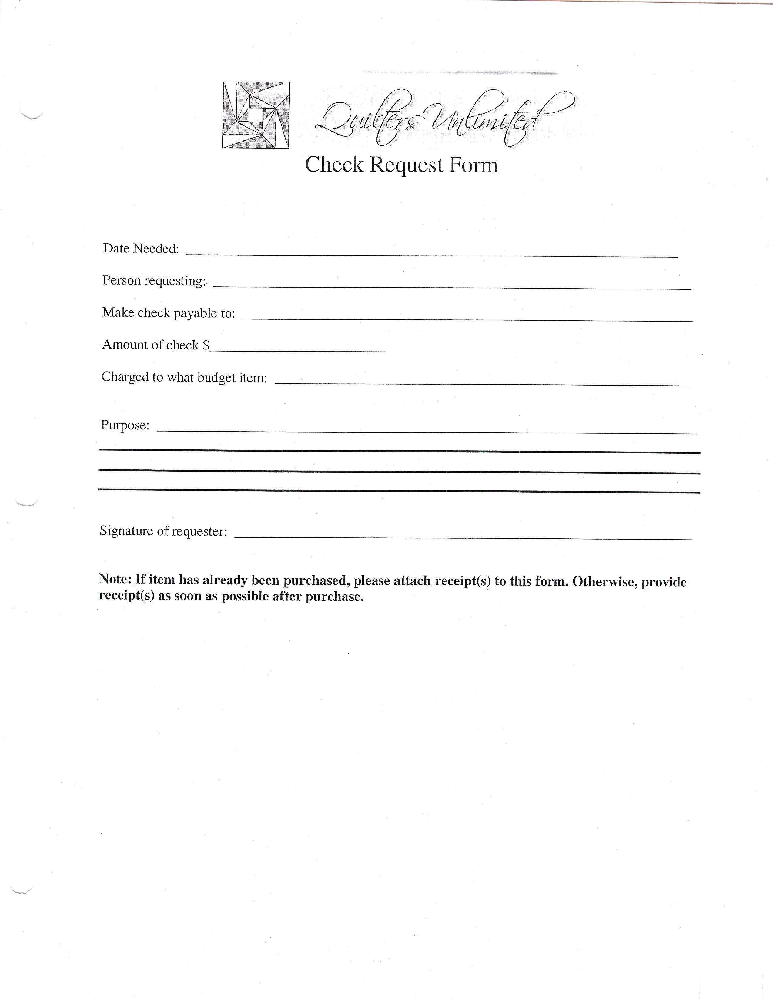 Quilters Unlimited
Check Request Form
Date Needed:
Person requesting:
Make check payable to:
Amount of check $
Charged to what budget item:
Purpose:
Signature of requester:
Note: If item has already been purchased, please attach receipt(s) to this form. Otherwise, provide
receipt(s) as soon as possible after purchase.